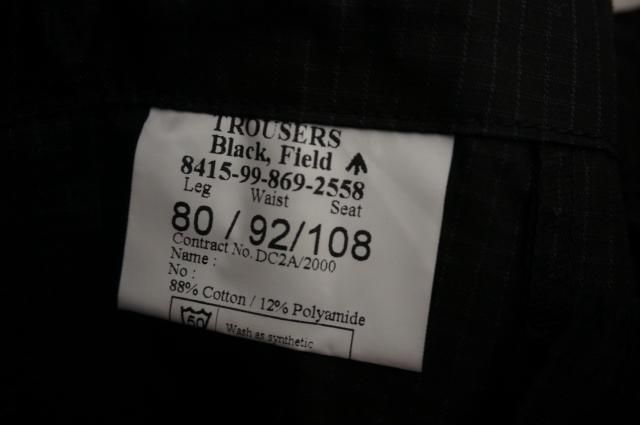 TROUSERS
Black, Field
8415-99-869-2558
Leg Waist Seat
80 / 92/108
Contract No. DC2A/2000
Name :
No :
88% Cotton / 12% Polyamide
50 Wash as synthetic